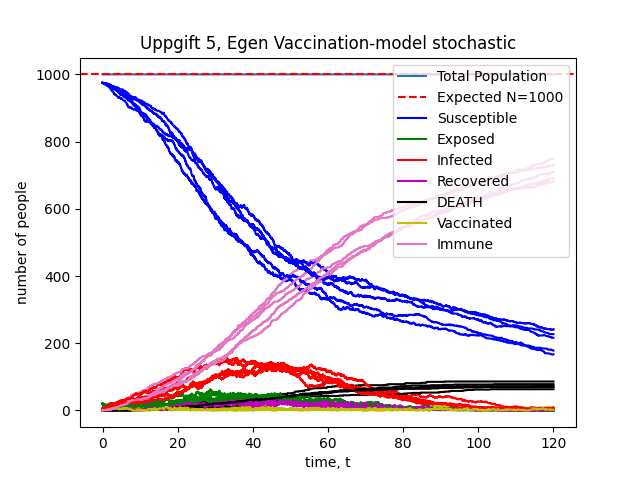 Uppgift 5, Egen Vaccination-model stochastic
1000
800
600
400
200
0
number of people
0 20 40 60 80 100 120
time, t
Total Population
Expected N=1000
Susceptible
Exposed
Infected
Recovered
DEATH
Vaccinated
Immune